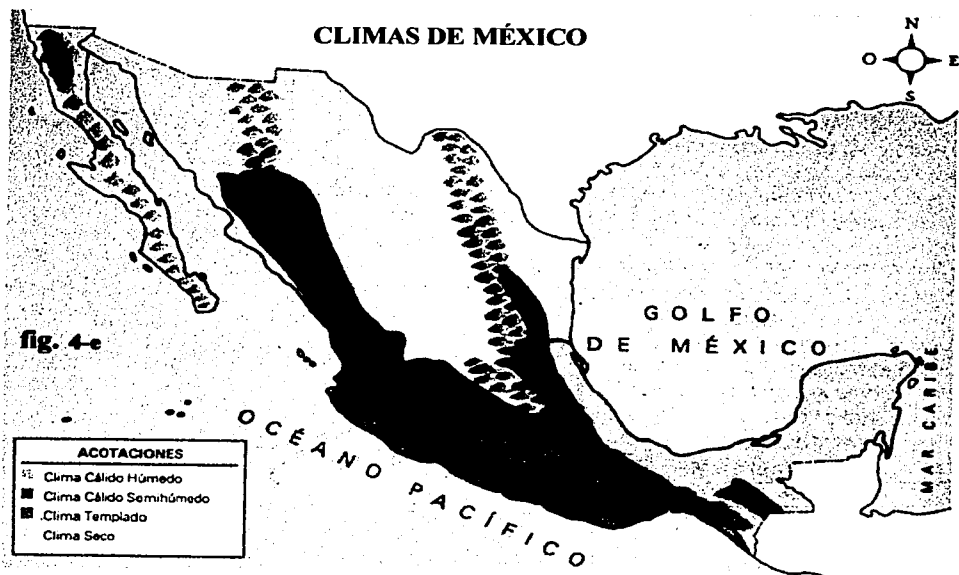 CLIMAS DE MÉXICO
N
O
E
S
fig. 4-e
GOLFO
DE MÉXICO
MAR CARIBE
OCÉANO PACÍFICO
ACOTACIONES
Clima Cálido Húmedo
Clima Cálido Semihúmedo
Clima Templado
Clima Seco